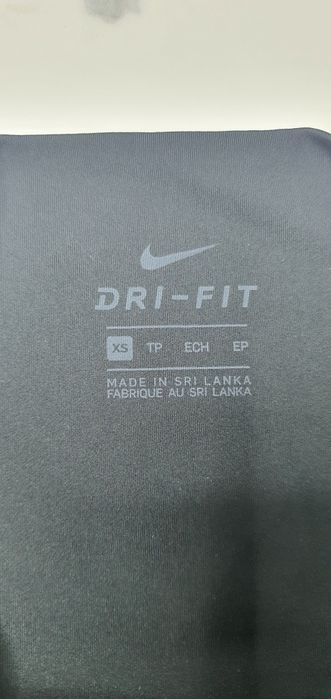 DRI-FIT
XS TP ECH EP
MADE IN SRI LANKA
FABRIQUE AU SRI LANKA